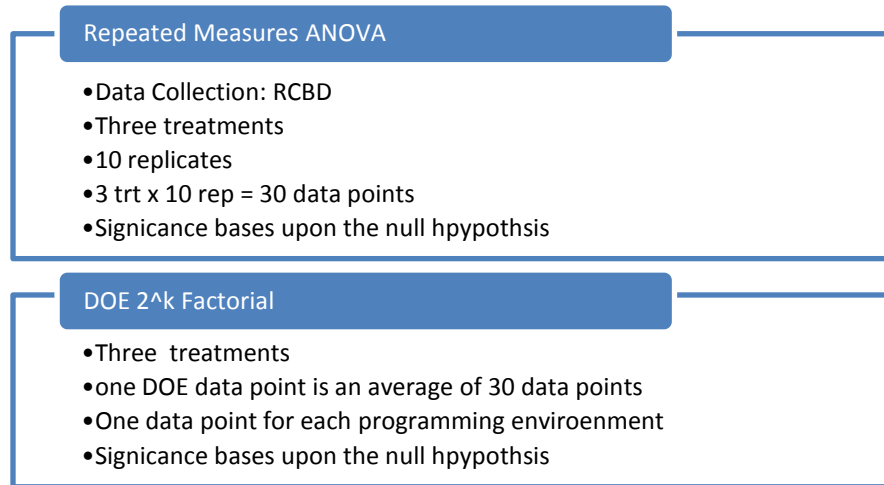 Repeated Measures ANOVA
•Data Collection: RCBD
•Three treatments
•10 replicates
•3 trt x 10 rep = 30 data points
•Signicance bases upon the null hpypothsis
DOE 2^k Factorial
•Three treatments
•one DOE data point is an average of 30 data points
•One data point for each programming enviroenment
•Signicance bases upon the null hpypothsis